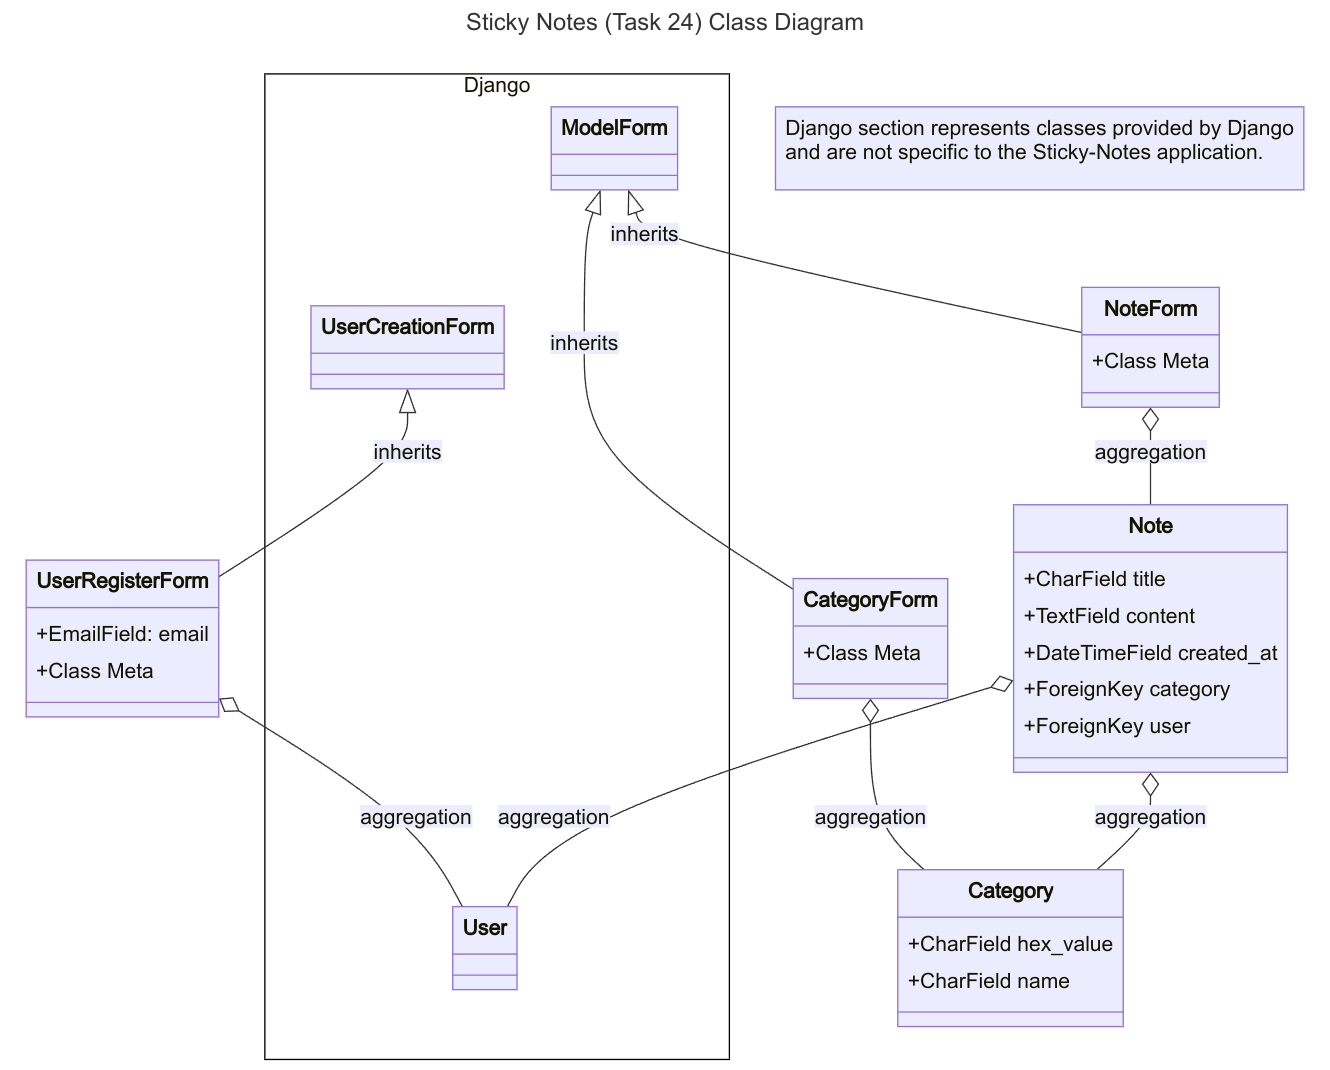 Sticky Notes (Task 24) Class Diagram
Django
ModelForm
Django section represents classes provided by Django
and are not specific to the Sticky-Notes application.
inherits
NoteForm
+Class Meta
UserCreationForm
inherits
inherits
aggregation
Note
+CharField title
+TextField content
+DateTimeField created_at
+ForeignKey category
+ForeignKey user
UserRegisterForm
+EmailField: email
+Class Meta
CategoryForm
+Class Meta
aggregation
aggregation
aggregation
aggregation
User
Category
+CharField hex_value
+CharField name